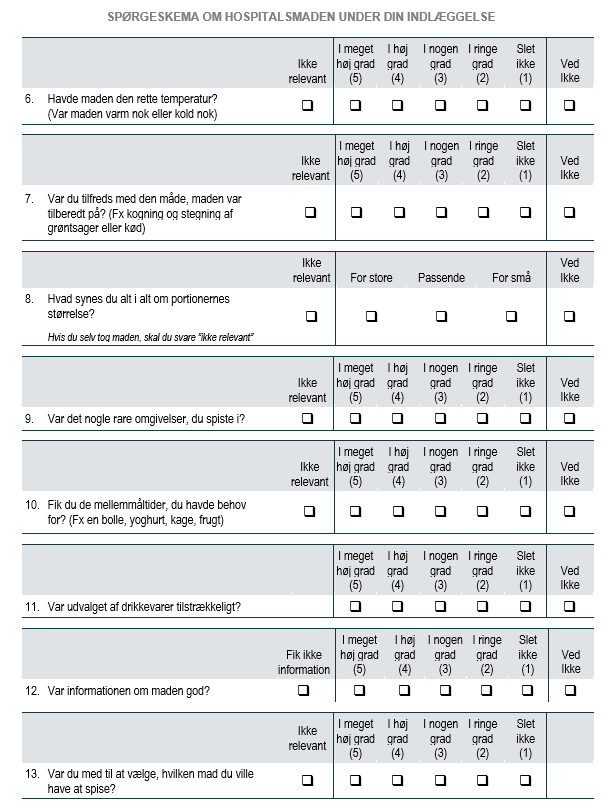 SPØRGESKEMA OM HOSPITALSMADEN UNDER DIN INDLÆGGELSE
Ikke relevant I meget høj grad (5) I høj grad (4) I nogen grad (3) I ringe grad (2) Slet ikke (1) Ved Ikke
6. Havde maden den rette temperatur?
(Var maden varm nok eller kold nok)
Ikke relevant I meget høj grad (5) I høj grad (4) I nogen grad (3) I ringe grad (2) Slet ikke (1) Ved Ikke
7. Var du tilfreds med den måde, maden var
tilberedt på? (Fx kogning og stegning af
grøntsager eller kød)
Ikke relevant For store Passende For små Ved Ikke
8. Hvad synes du alt i alt om portionernes
størrelse?
Hvis du selv tog maden, skal du svare "ikke relevant"
Ikke relevant I meget høj grad (5) I høj grad (4) I nogen grad (3) I ringe grad (2) Slet ikke (1) Ved Ikke
9. Var det nogle rare omgivelser, du spiste i?
Ikke relevant I meget høj grad (5) I høj grad (4) I nogen grad (3) I ringe grad (2) Slet ikke (1) Ved Ikke
10. Fik du de mellemmåltider, du havde behov
for? (Fx en bolle, yoghurt, kage, frugt)
I meget høj grad (5) I høj grad (4) I nogen grad (3) I ringe grad (2) Slet ikke (1) Ved Ikke
11. Var udvalget af drikkevarer tilstrækkeligt?
Fik ikke information I meget høj grad (5) I høj grad (4) I nogen grad (3) I ringe grad (2) Slet ikke (1) Ved Ikke
12. Var informationen om maden god?
Ikke relevant I meget høj grad (5) I høj grad (4) I nogen grad (3) I ringe grad (2) Slet ikke (1)
13. Var du med til at vælge, hvilken mad du ville
have at spise?